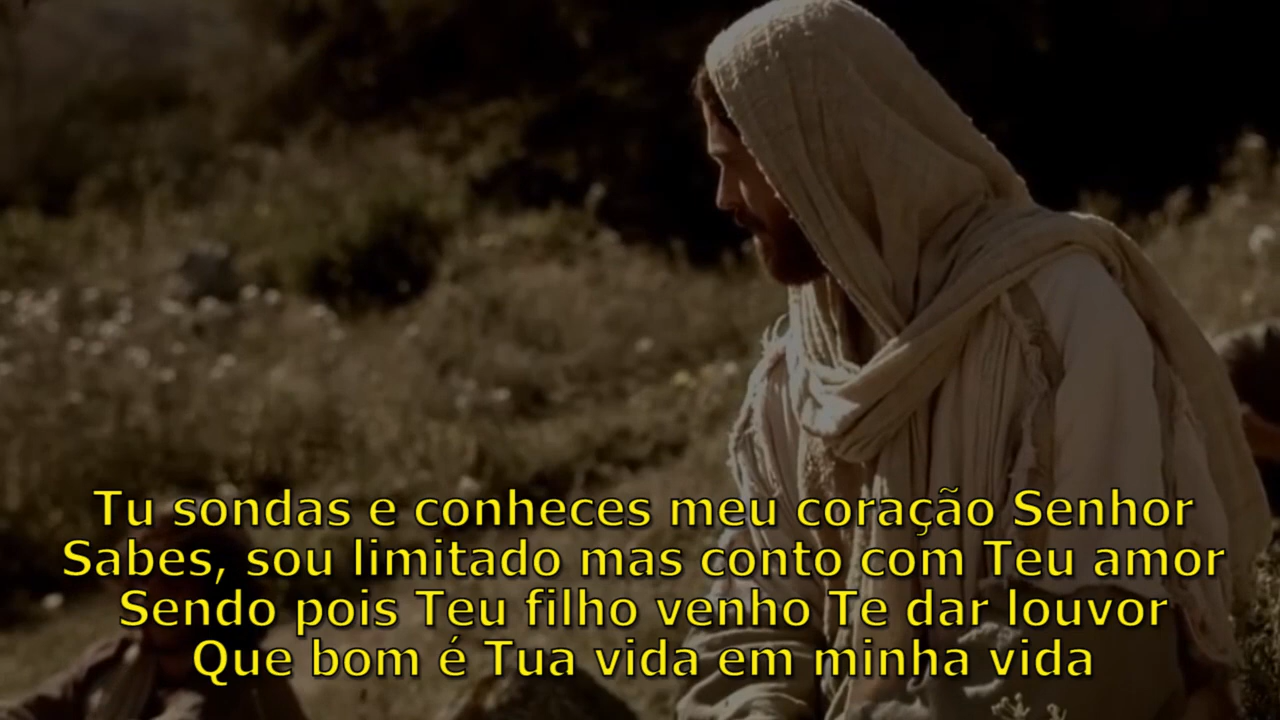 Tu sondas e conheces meu coração Senhor
Sabes, sou limitado mas conto com Teu amor
Sendo pois Teu filho venho Te dar louvor
Que bom é Tua vida em minha vida